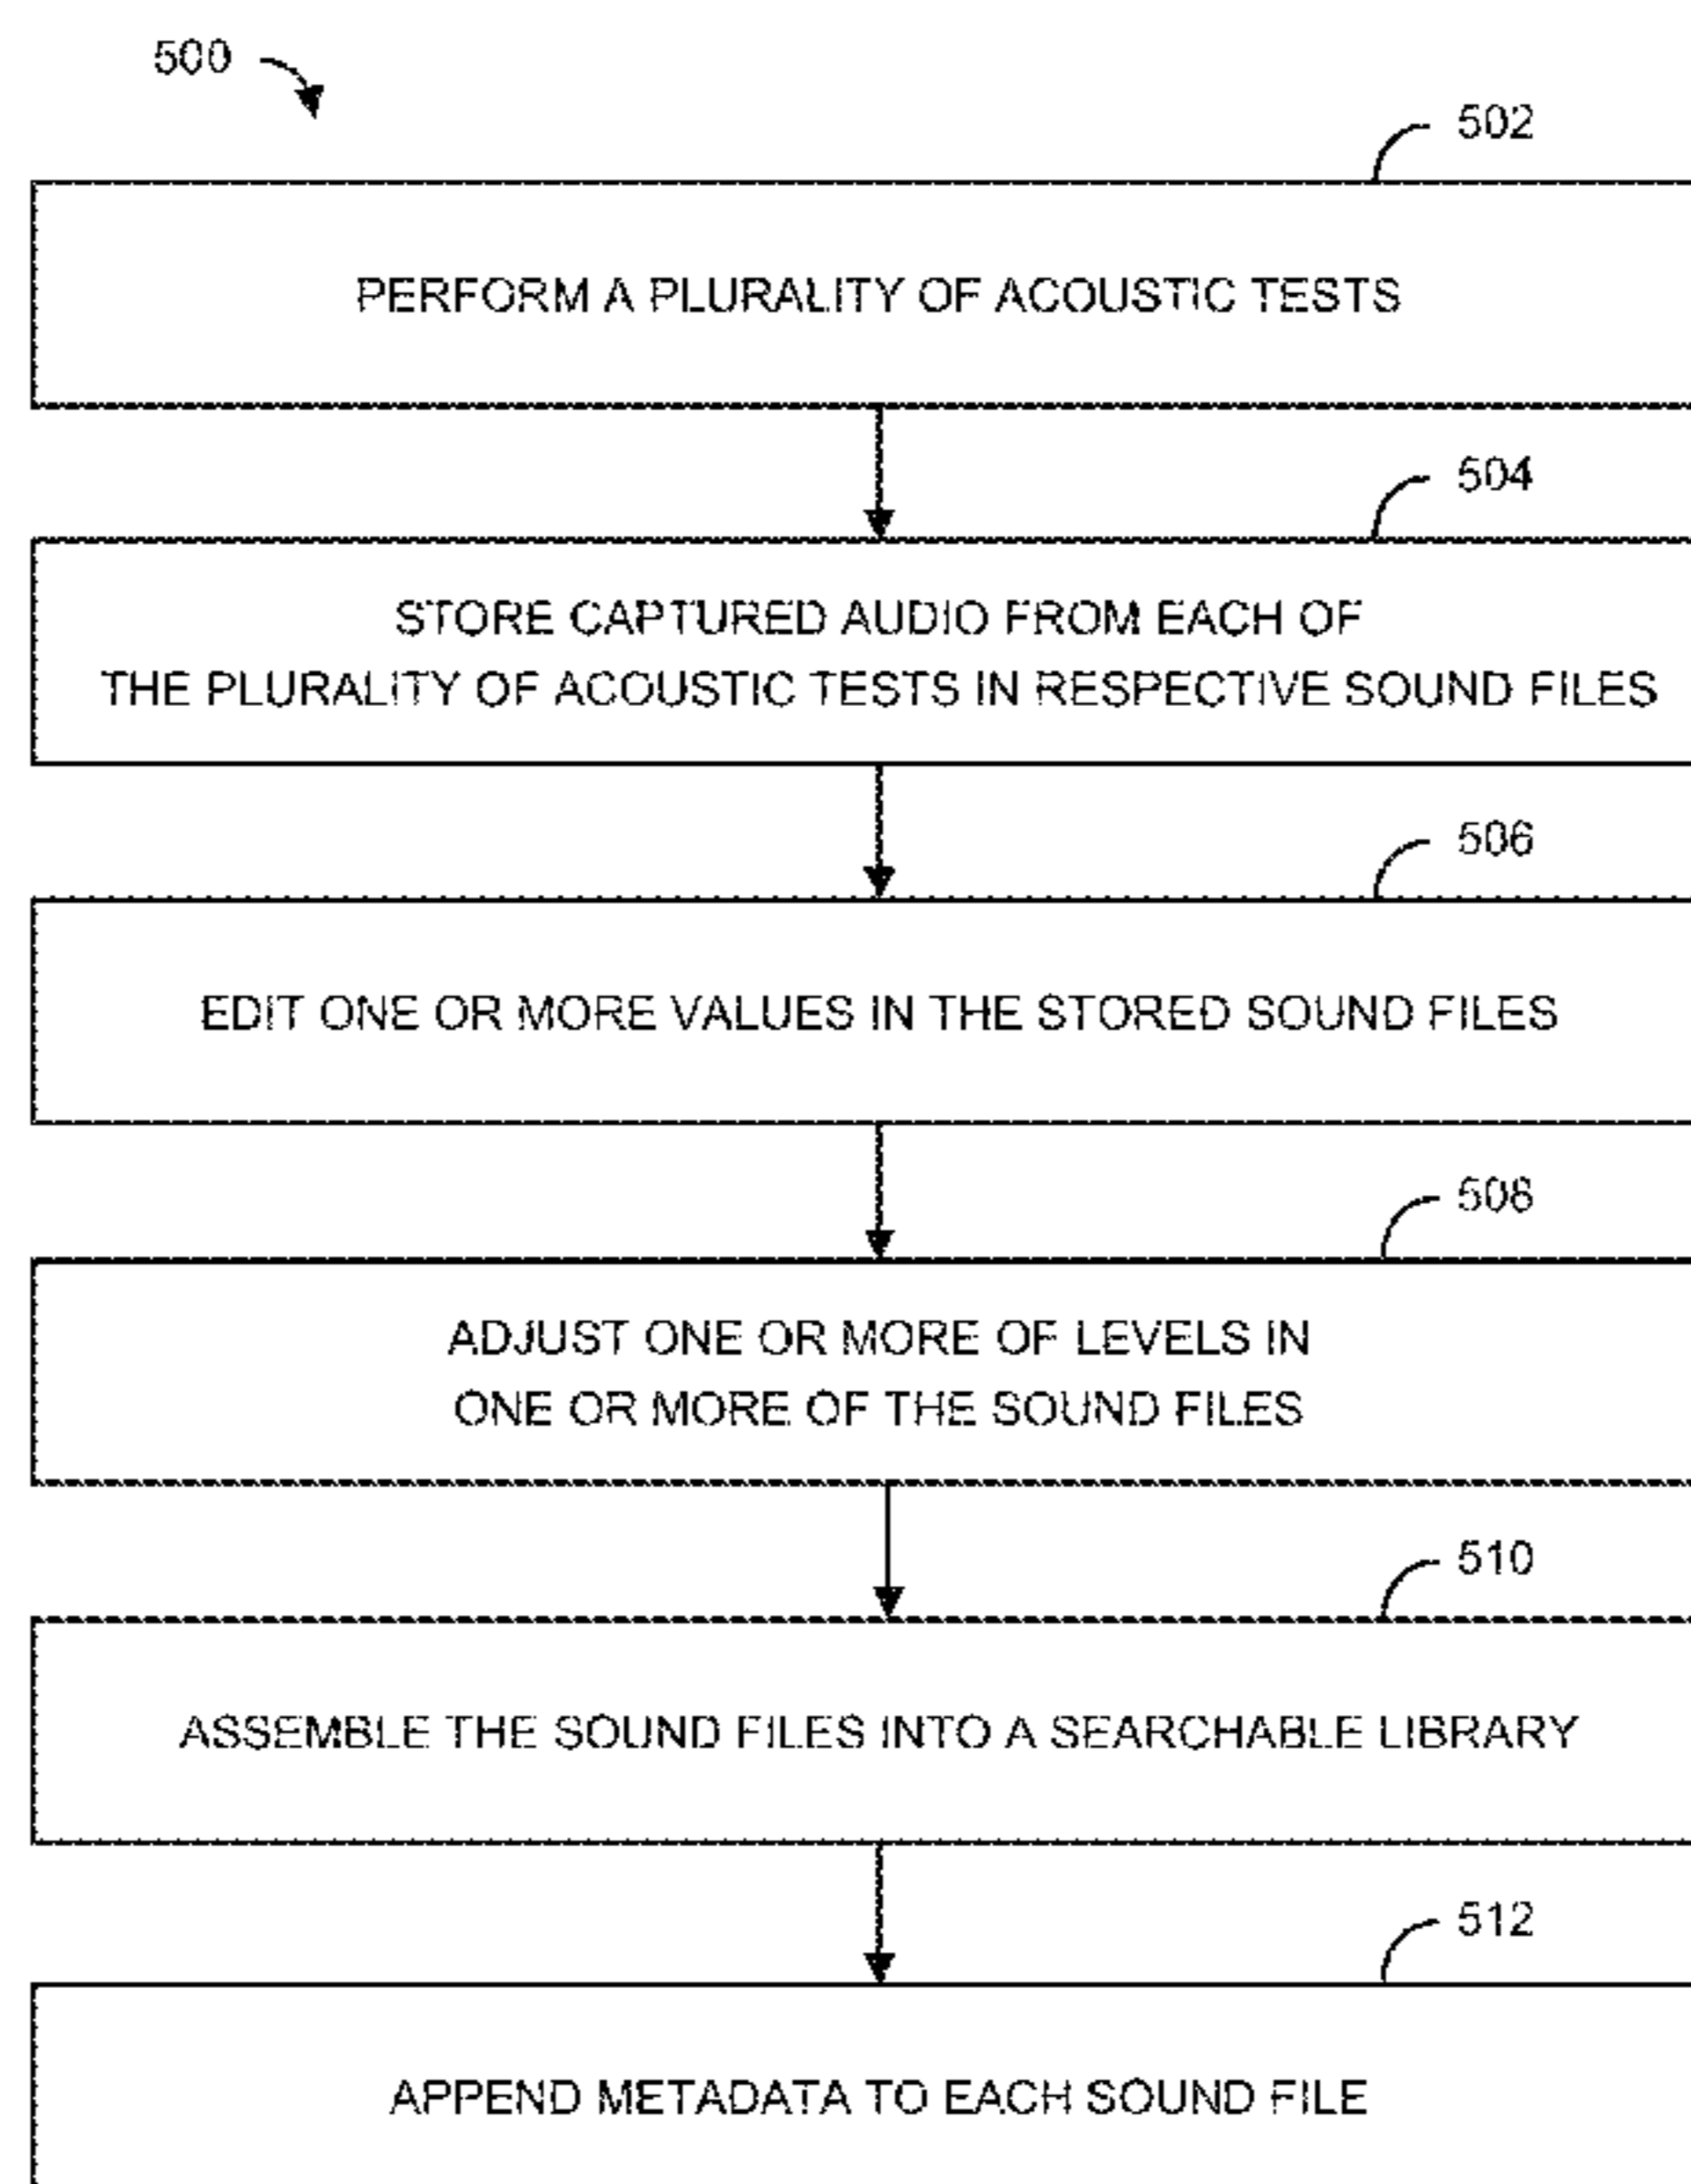 500
502
PERFORM A PLURALITY OF ACOUSTIC TESTS
504
STORE CAPTURED AUDIO FROM EACH OF
THE PLURALITY OF ACOUSTIC TESTS IN RESPECTIVE SOUND FILES
506
EDIT ONE OR MORE VALUES IN THE STORED SOUND FILES
508
ADJUST ONE OR MORE OF LEVELS IN
ONE OR MORE OF THE SOUND FILES
510
ASSEMBLE THE SOUND FILES INTO A SEARCHABLE LIBRARY
512
APPEND METADATA TO EACH SOUND FILE